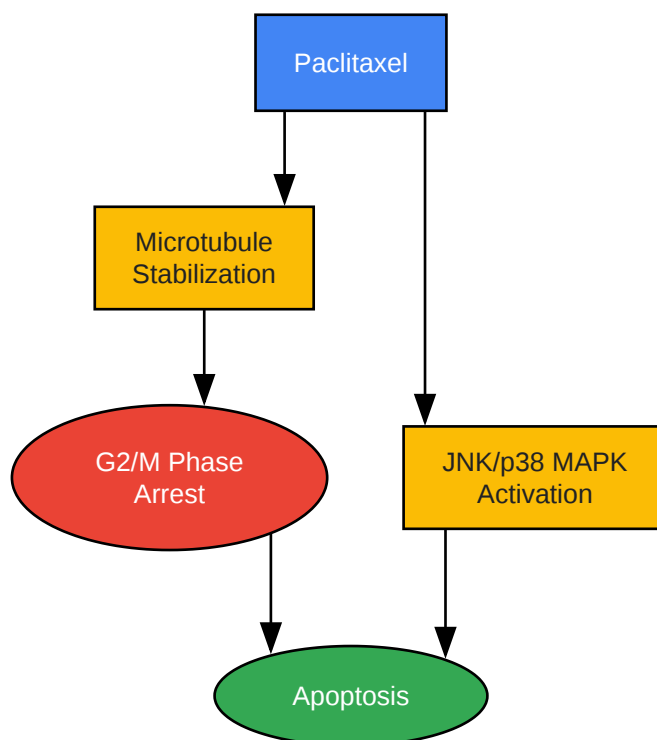 Paclitaxel
Microtubule
Stabilization
G2/M Phase
Arrest
JNK/p38 MAPK
Activation
Apoptosis